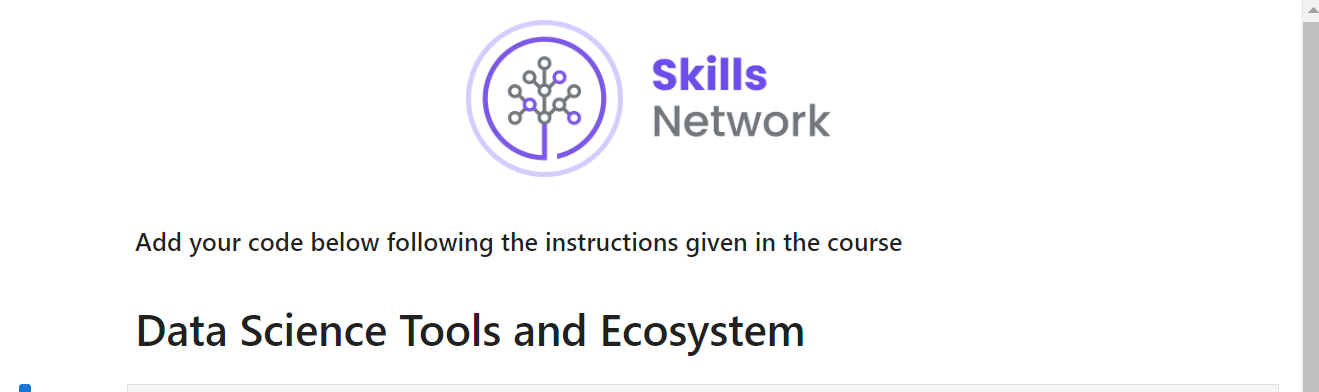 Skills
Network
Add your code below following the instructions given in the course
Data Science Tools and Ecosystem